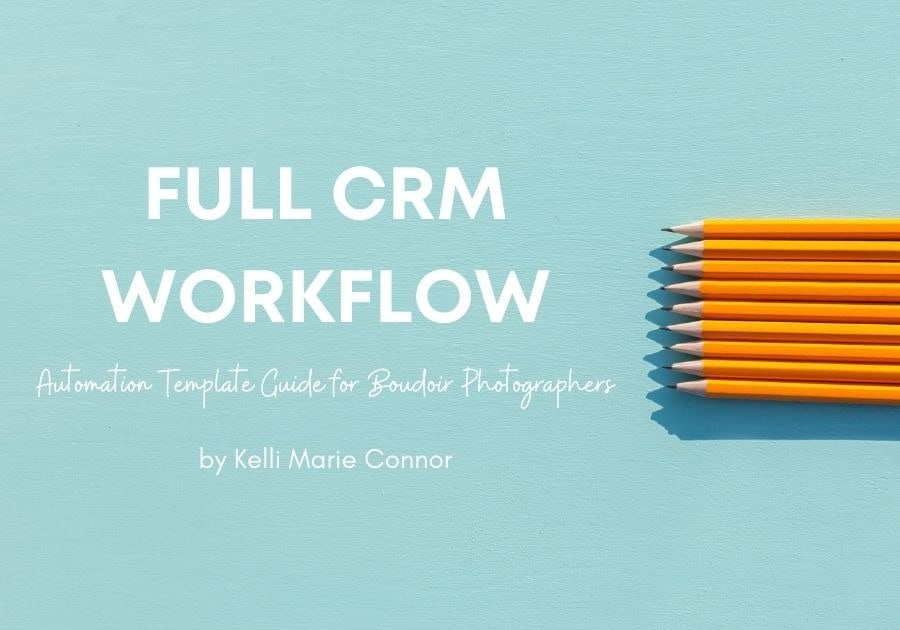 FULL CRM
WORKFLOW
Automation Template Guide for Boudoir Photographers
by Kelli Marie Connor